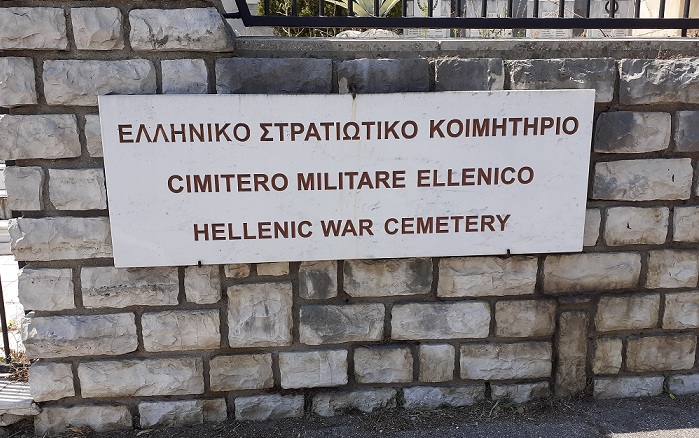 ΕΛΛΗΝΙΚΟ ΣΤΡΑΤΙΩΤΙΚΟ ΚΟΙΜΗΤΗΡΙΟ
CIMITERO MILITARE ELLENICO
HELLENIC WAR CEMETERY